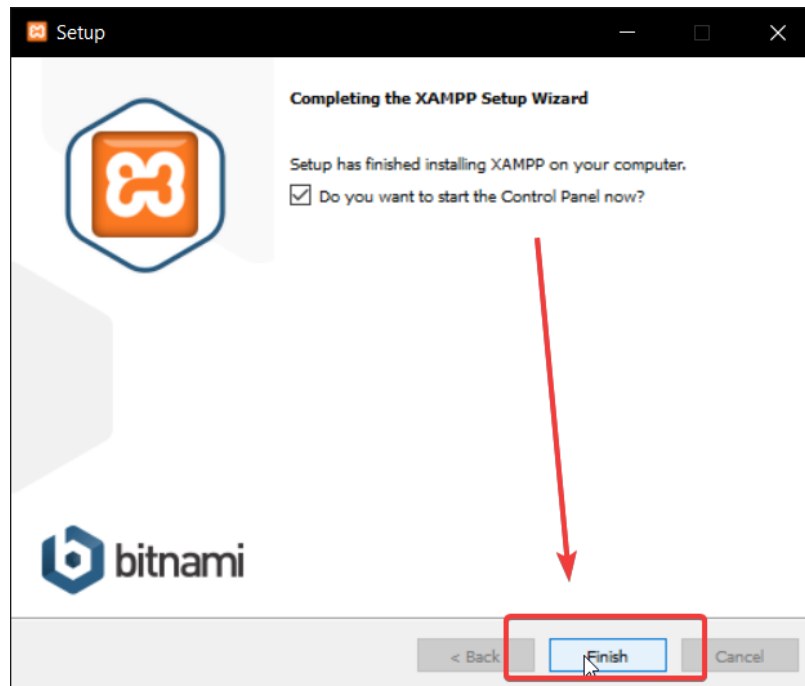 Setup
Completing the XAMPP Setup Wizard
Setup has finished installing XAMPP on your computer.
Do you want to start the Control Panel now?
bitnami
< Back
Finish
Cancel